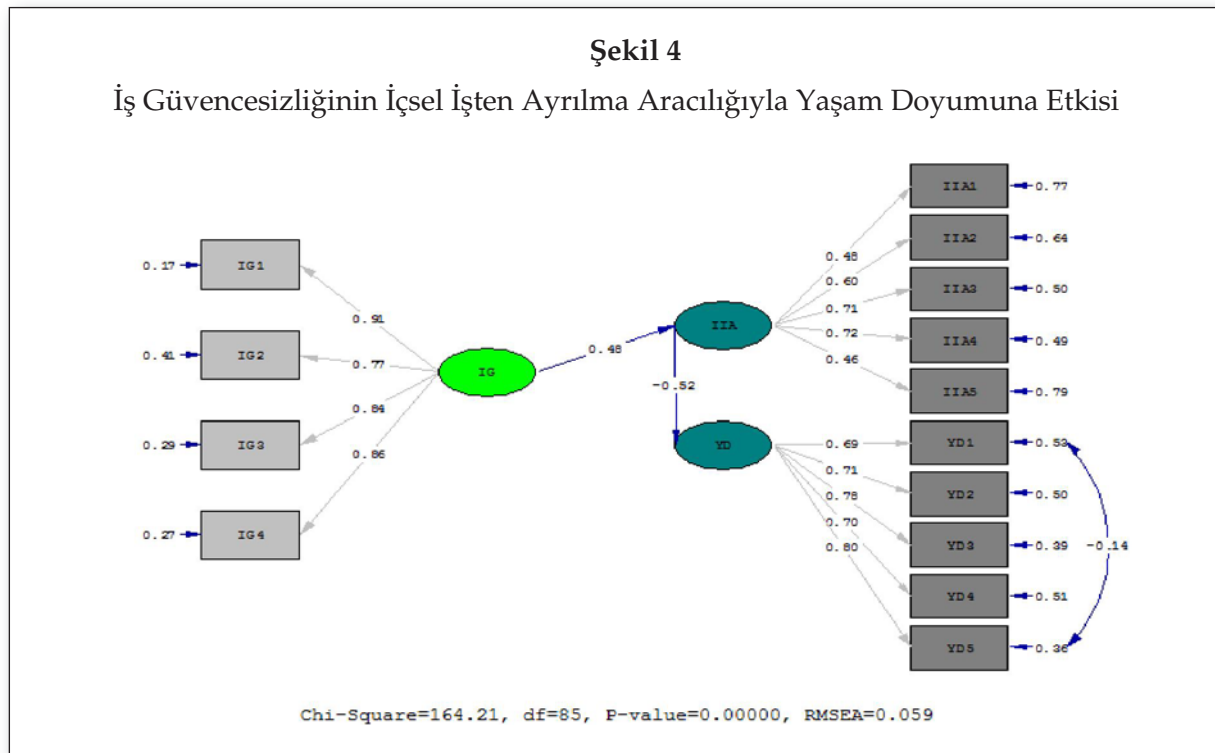 Şekil 4
İş Güvencesizliğinin İçsel İşten Ayrılma Aracılığıyla Yaşam Doyumuna Etkisi
0.17
IG1
0.41
IG2
0.29
IG3
0.27
IG4
0.91
0.77
0.84
0.86
IG
0.48
IIA
-0.52
YD
0.48
0.60
0.71
0.72
0.46
0.69
0.71
0.78
0.70
0.80
IIA1
0.77
IIA2
0.64
IIA3
0.50
IIA4
0.49
IIA5
0.79
YD1
0.53
YD2
0.50
YD3
0.39
-0.14
YD4
0.51
YD5
0.36
Chi-Square=164.21, df=85, P-value=0.00000, RMSEA=0.059